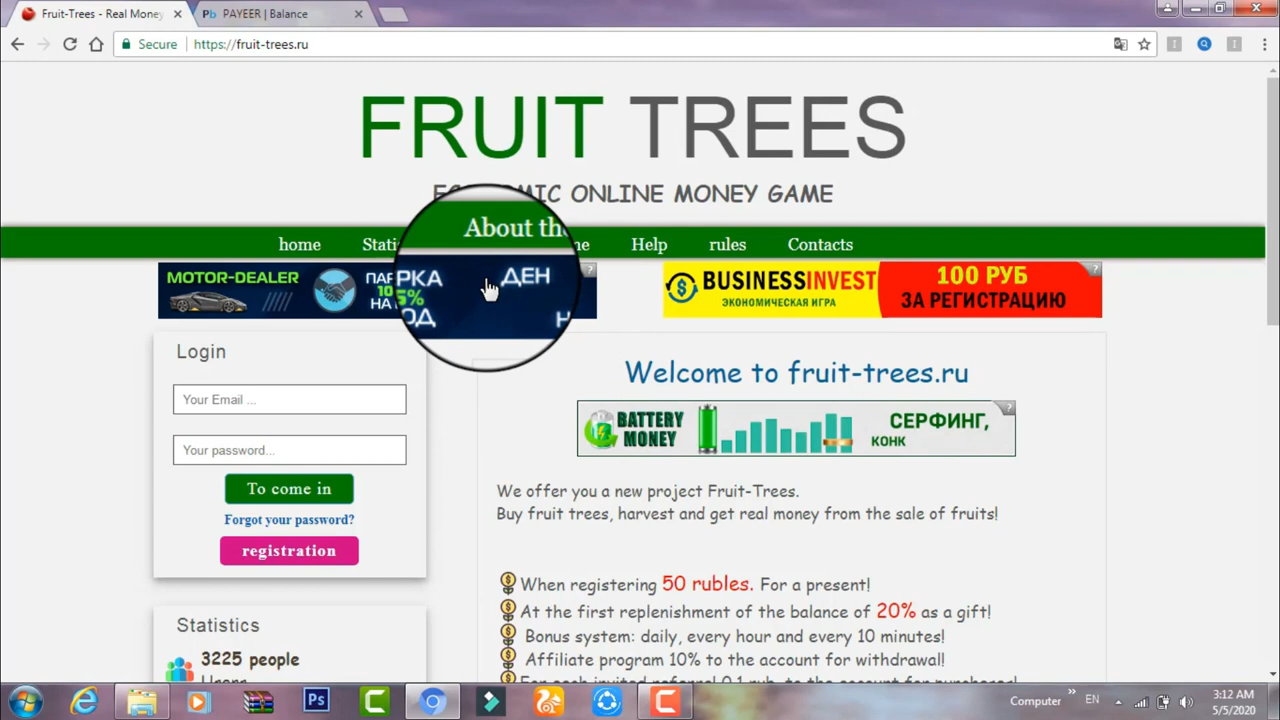 Fruit-Trees - Real Money
PAYEER | Balance
Secure
https://fruit-trees.ru
FRUIT TREES
ONLINE MONEY GAME
home
About the
Help
rules
Contacts
MOTOR-DEALER
ДЕН
BUSINESSINVEST
ЭКОНОМИЧЕСКАЯ ИГРА
100 РУБ
ЗА РЕГИСТРАЦИЮ
Login
Your Email ...
Your password...
To come in
Forgot your password?
registration
Welcome to fruit-trees.ru
BATTERY
MONEY
СЕРФИНГ,
КОНК
We offer you a new project Fruit-Trees.
Buy fruit trees, harvest and get real money from the sale of fruits!
When registering 50 rubles. For a present!
At the first replenishment of the balance of 20% as a gift!
Bonus system: daily, every hour and every 10 minutes!
Affiliate program 10% to the account for withdrawal!
Statistics
3225 people
Computer
EN
3:12 AM
5/5/2020